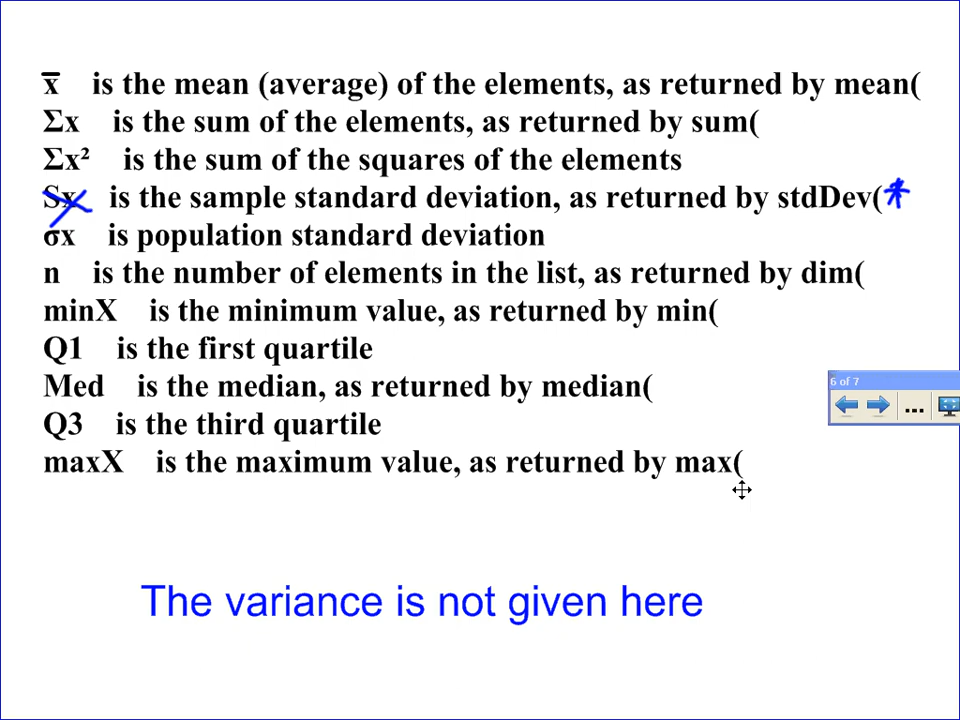 x̄ is the mean (average) of the elements, as returned by mean(
Σx is the sum of the elements, as returned by sum(
Σx² is the sum of the squares of the elements
Sx is the sample standard deviation, as returned by stdDev(
σx is population standard deviation
n is the number of elements in the list, as returned by dim(
minX is the minimum value, as returned by min(
Q1 is the first quartile
6 of 7
Med is the median, as returned by median(
...
Q3 is the third quartile
maxX is the maximum value, as returned by max(
The variance is not given here